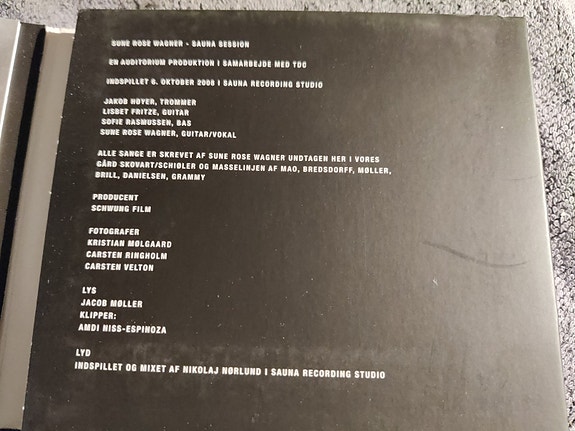 SUNE ROSE WAGNER - SAUNA SESSION
EN AUDITORIUM PRODUKTION I SAMARBEJDE MED TDC
INDSPILLET 6. OKTOBER 2008 I SAUNA RECORDING STUDIO
JAKOB HØYER, TROMMER
LISBET FRITZE, GUITAR
SOFIE RASMUSSEN, BAS
SUNE ROSE WAGNER, GUITAR/VOKAL
ALLE SANGE ER SKREVET AF SUNE ROSE WAGNER UNDTAGEN HER I VORES
GÅRD SKOVART/SCHIØLER OG MASSELINJEN AF MAO, BREDSDORFF, MØLLER,
BRILL, DANIELSEN, GRAMMY
PRODUCENT
SCHWUNG FILM
FOTOGRAFER
KRISTIAN MØLGAARD
CARSTEN RINGHOLM
CARSTEN VELTON
LYS
JACOB MØLLER
KLIPPER:
AMDI NISS-ESPINOZA
LYD
INDSPILLET OG MIXET AF NIKOLAJ NØRLUND I SAUNA RECORDING STUDIO